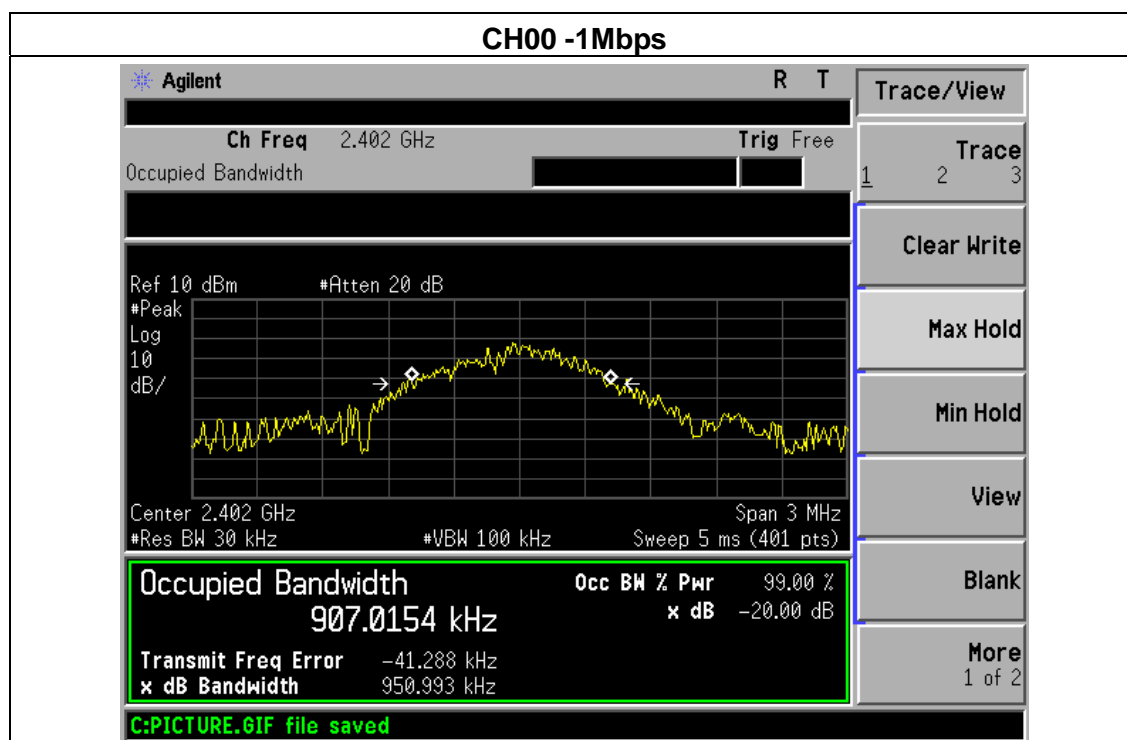 CH00 -1Mbps
Agilent R T
Ch Freq 2.402 GHz Trig Free
Occupied Bandwidth
Ref 10 dBm #Atten 20 dB
#Peak
Log
10
dB/
Center 2.402 GHz Span 3 MHz
#Res BW 30 kHz #VBW 100 kHz Sweep 5 ms (401 pts)
Occupied Bandwidth Occ BW % Pwr 99.00 %
907.0154 kHz x dB -20.00 dB
Transmit Freq Error -41.288 kHz
x dB Bandwidth 950.993 kHz
C:PICTURE.GIF file saved
Trace/View
Trace
1 2 3
Clear Write
Max Hold
Min Hold
View
Blank
More
1 of 2